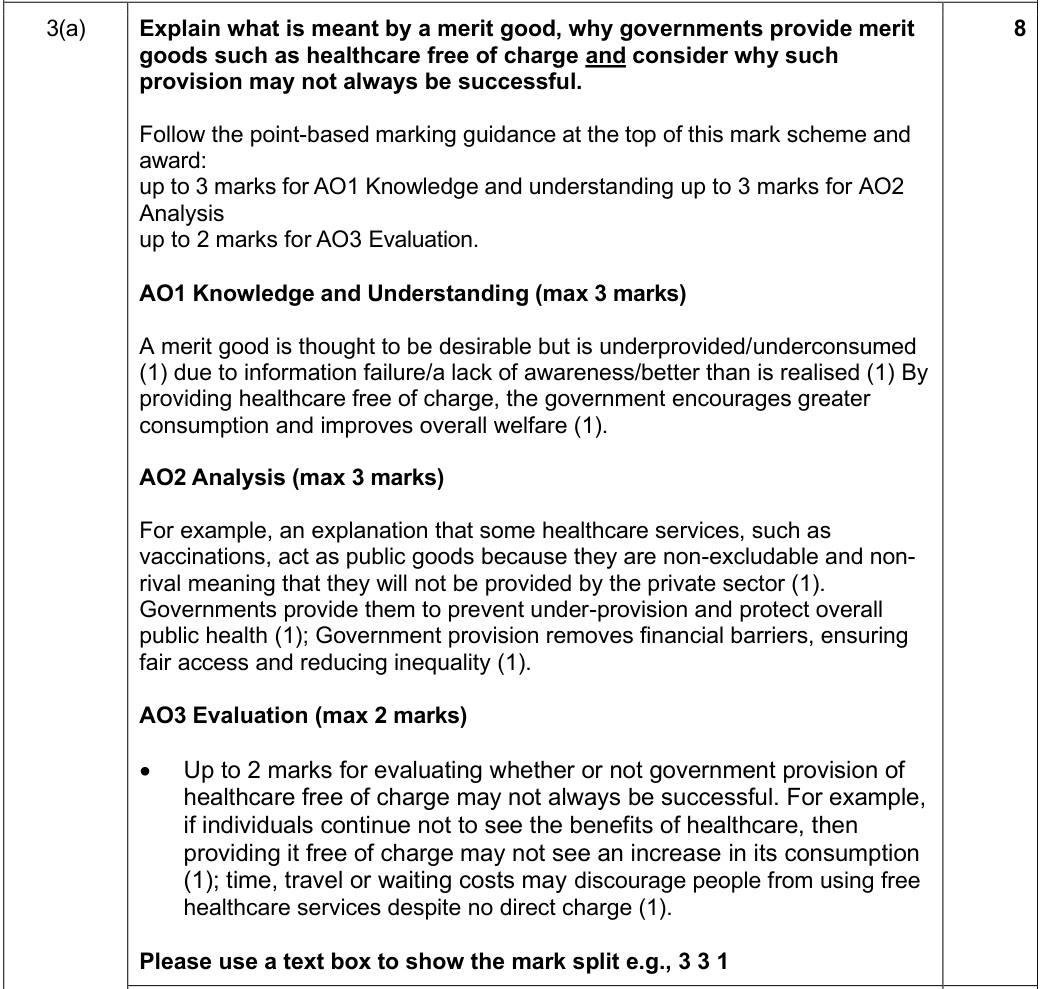 3(a)
Explain what is meant by a merit good, why governments provide merit
goods such as healthcare free of charge and consider why such
provision may not always be successful.
8
Follow the point-based marking guidance at the top of this mark scheme and
award:
up to 3 marks for AO1 Knowledge and understanding up to 3 marks for AO2
Analysis
up to 2 marks for AO3 Evaluation.
AO1 Knowledge and Understanding (max 3 marks)
A merit good is thought to be desirable but is underprovided/underconsumed
(1) due to information failure/a lack of awareness/better than is realised (1) By
providing healthcare free of charge, the government encourages greater
consumption and improves overall welfare (1).
AO2 Analysis (max 3 marks)
For example, an explanation that some healthcare services, such as
vaccinations, act as public goods because they are non-excludable and non-
rival meaning that they will not be provided by the private sector (1).
Governments provide them to prevent under-provision and protect overall
public health (1); Government provision removes financial barriers, ensuring
fair access and reducing inequality (1).
AO3 Evaluation (max 2 marks)
• Up to 2 marks for evaluating whether or not government provision of
healthcare free of charge may not always be successful. For example,
if individuals continue not to see the benefits of healthcare, then
providing it free of charge may not see an increase in its consumption
(1); time, travel or waiting costs may discourage people from using free
healthcare services despite no direct charge (1).
Please use a text box to show the mark split e.g., 3 3 1